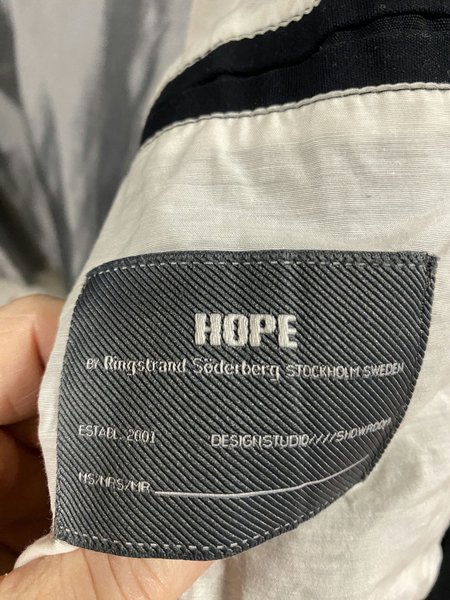 HOPE
BY Ringstrand Söderberg STOCKHOLM SWEDEN
ESTABL. 2001 DESIGNSTUDIO////SHOWROOM
MS/MRS/MR